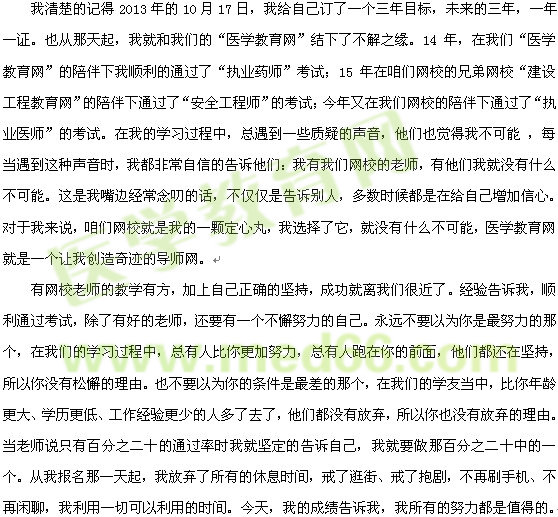 我清楚的记得 2013 年的 10 月 17 日，我给自己订了一个三年目标，未来的三年，一年
一证。也从那天起，我就和我们的“医学教育网”结下了不解之缘。14 年，在我们“医学
教育网”的陪伴下我顺利的通过了“执业药师”考试；15 年在咱们网校的兄弟网校“建设
工程教育网”的陪伴下通过了“安全工程师”的考试；今年又在我们网校的陪伴下通过了“执
业医师”的考试。在我的学习过程中，总遇到一些质疑的声音，他们也觉得我不可能 ，每
当遇到这种声音时，我都非常自信的告诉他们：我有我们网校的老师，有他们我就没有什么
不可能。这是我嘴边经常念叨的话，不仅仅是告诉别人，多数时候都是在给自己增加信心。
对于我来说，咱们网校就是我的一颗定心丸，我选择了它，就没有什么不可能，医学教育网
就是一个让我创造奇迹的导师网。
有网校老师的教学有方，加上自己正确的坚持，成功就离我们很近了。经验告诉我，顺
利通过考试，除了有好的老师，还要有一个不懈努力的自己。永远不要以为你是最努力的那
个，在我们的学习过程中，总有人比你更加努力，总有人跑在你的前面，他们都还在坚持，
所以你没有松懈的理由。也不要以为你的条件是最差的那个，在我们的学友当中，比你年龄
更大、学历更低、工作经验更少的人多了去了，他们都没有放弃，所以你也没有放弃的理由。
当老师说只有百分之二十的通过率时我就坚定的告诉自己，我就要做那百分之二十中的一
个。从我报名那一天起，我放弃了所有的休息时间，戒了逛街、戒了抱剧，不再刷手机、不
再闲聊，我利用一切可以利用的时间。今天，我的成绩告诉我，我所有的努力都是值得的。
医学教育网
www.med66.com